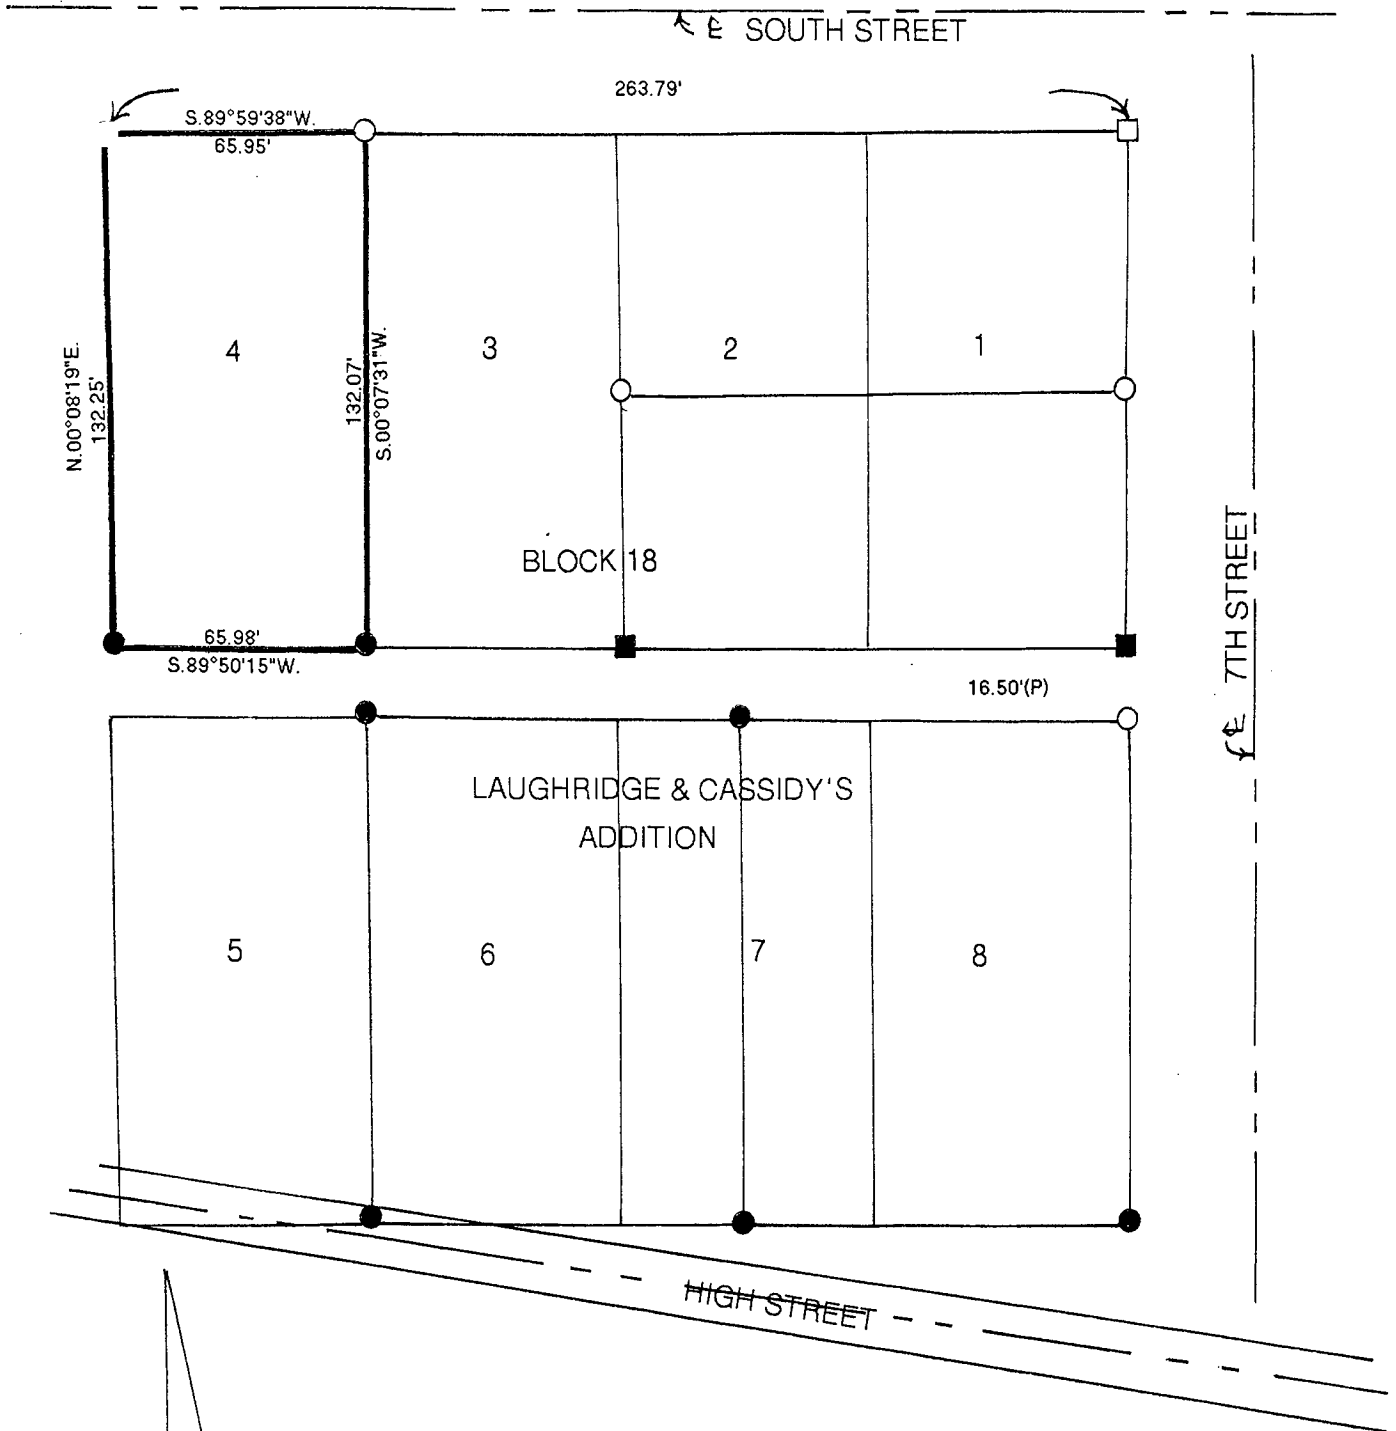 ℄ SOUTH STREET
263.79'
S.89°59'38"W.
65.95'
N.00°08'19"E.
132.25'
4
132.07'
S.00°07'31"W.
3
2
1
BLOCK 18
65.98'
S.89°50'15"W.
16.50'(P)
℄ 7TH STREET
LAUGHRIDGE & CASSIDY'S
ADDITION
5
6
7
8
HIGH STREET